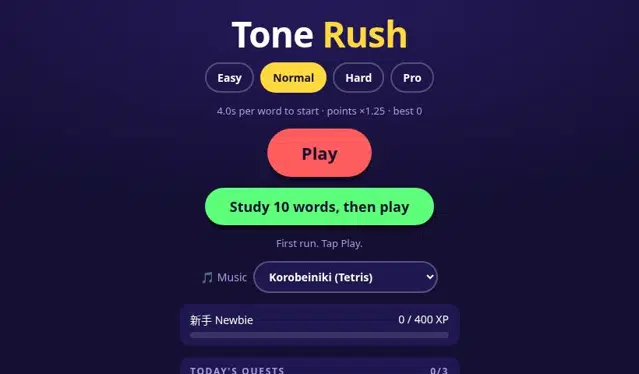 Tone Rush
Easy Normal Hard Pro
4.0s per word to start · points ×1.25 · best 0
Play
Study 10 words, then play
First run. Tap Play.
🎵 Music Korobeiniki (Tetris)
新手 Newbie 0 / 400 XP
TODAY'S QUESTS 0/3